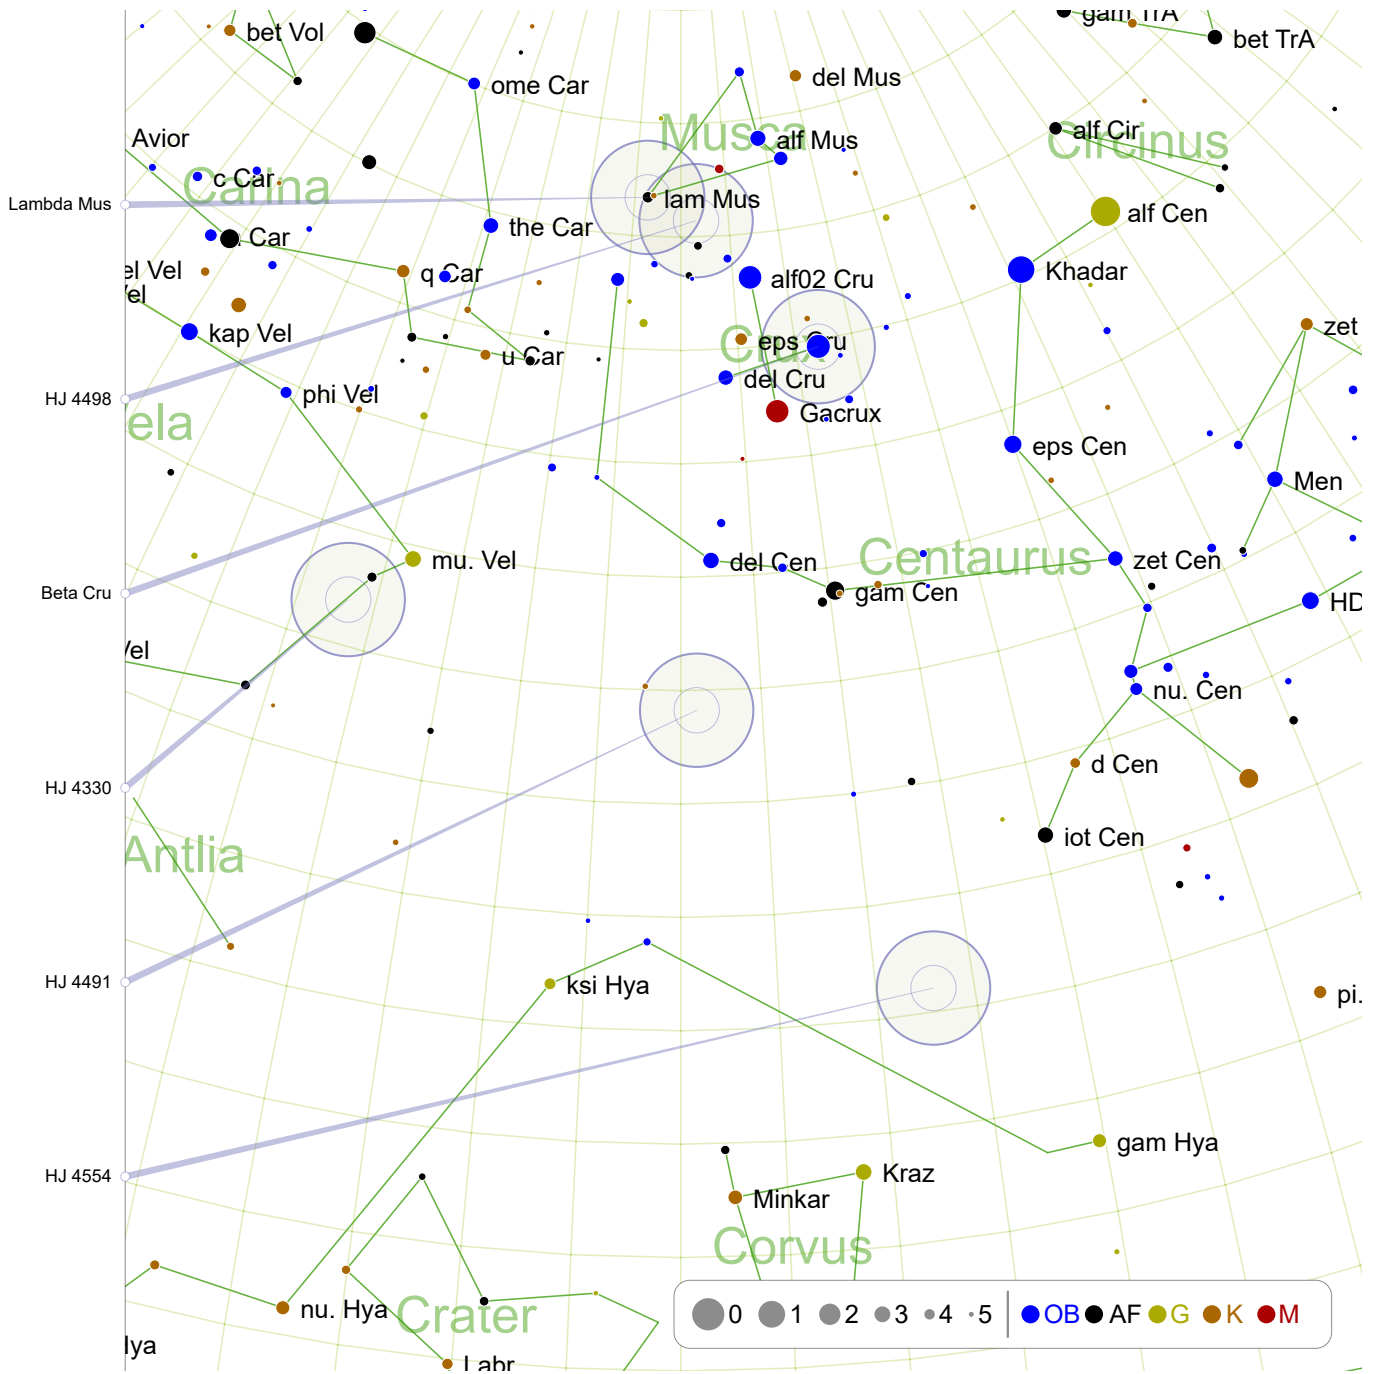 gam TrA
bet Vol
bet TrA
ome Car
del Mus
Musca
alf Mus
alf Cir
Circinus
Avior
c Car
Carina
Lambda Mus
lam Mus
alf Cen
the Car
Car
el Vel
q Car
alf02 Cru
Khadar
el
kap Vel
zet
eps Cru
Crux
u Car
del Cru
phi Vel
HJ 4498
Gacrux
ela
eps Cen
Men
mu. Vel
del Cen
Centaurus
zet Cen
Beta Cru
gam Cen
HD
Vel
nu. Cen
d Cen
HJ 4330
iot Cen
Antlia
HJ 4491
ksi Hya
pi.
gam Hya
HJ 4554
Minkar
Kraz
Corvus
nu. Hya
Crater
0 1 2 3 4 5 OB AF G K M
Hya
Labr